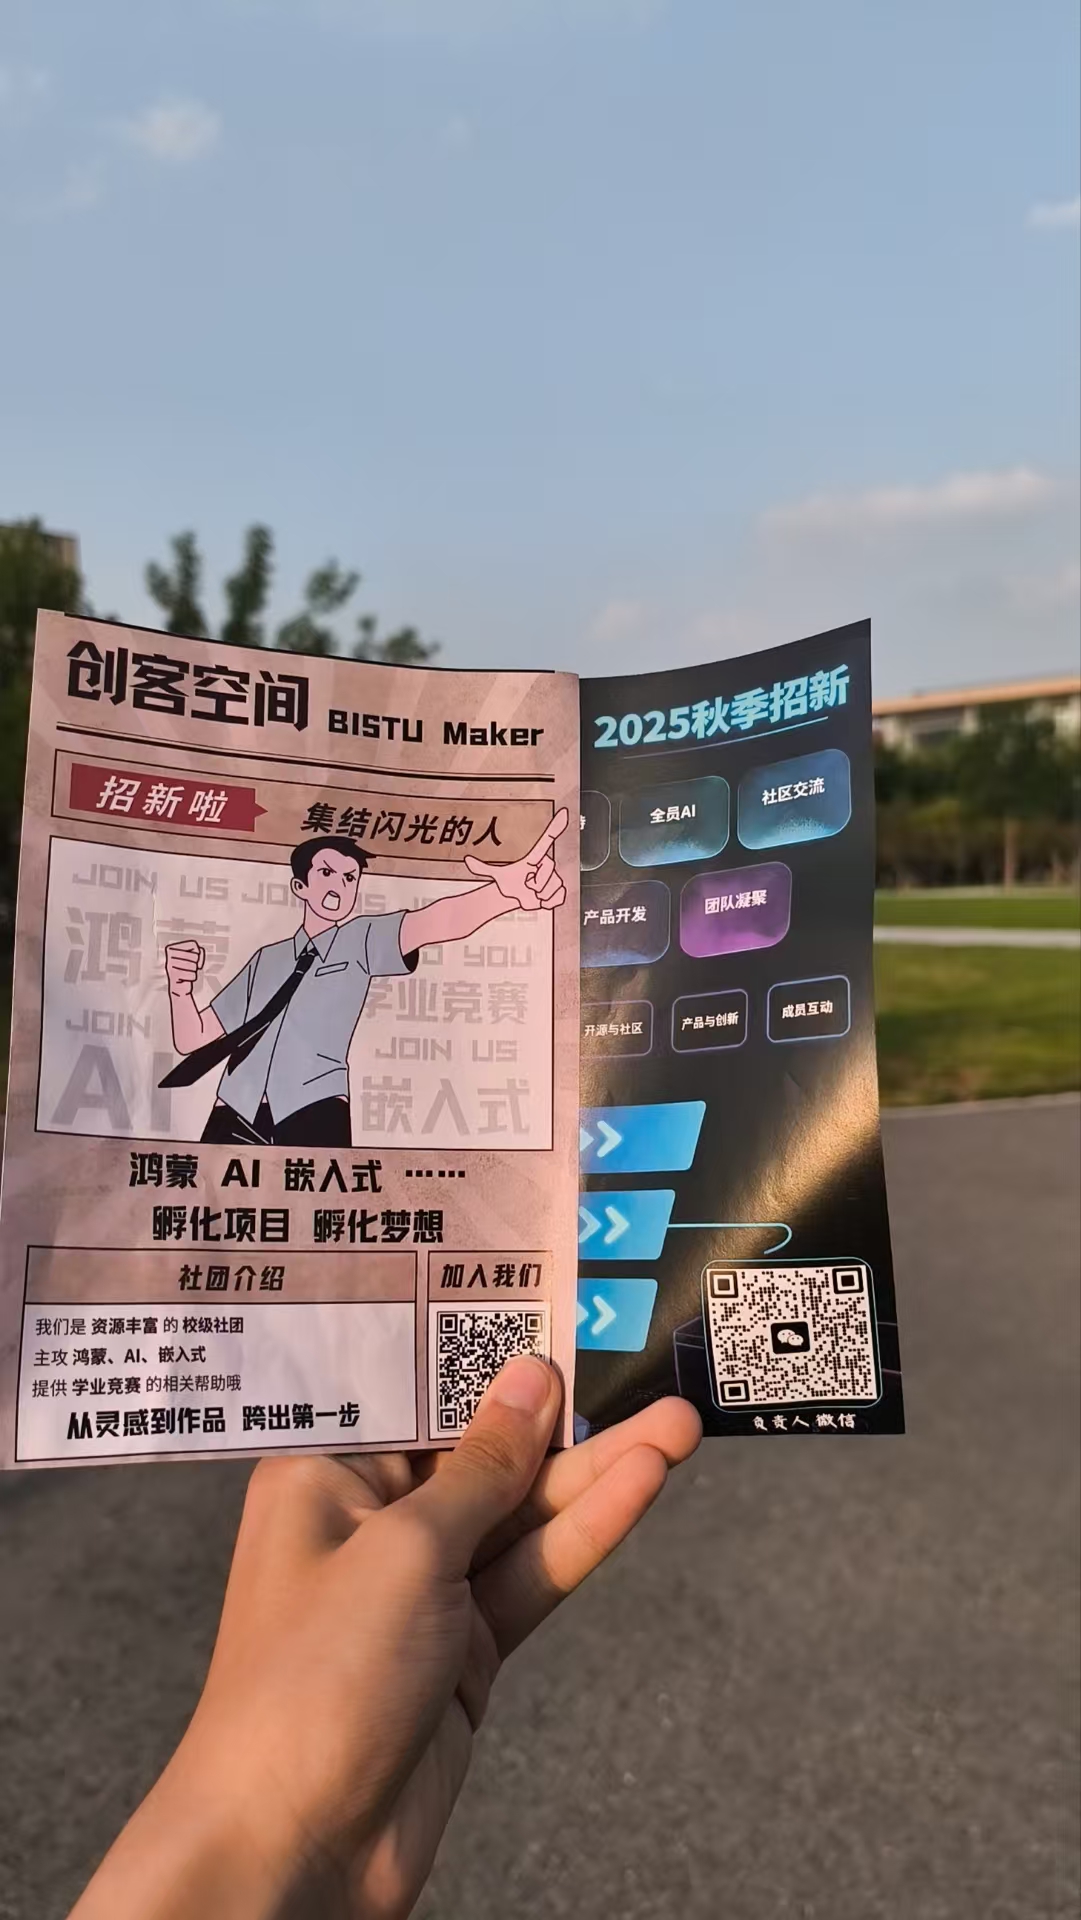 创客空间 BISTU Maker
招新啦
集结闪光的人
JOIN US
鸿蒙
YOU
学业竞赛
JOIN
JOIN US
AI
嵌入式
鸿蒙 AI 嵌入式 ……
孵化项目 孵化梦想
社团介绍
我们是 资源丰富 的 校级社团
主攻 鸿蒙、AI、嵌入式
提供 学业竞赛 的相关帮助哦
从灵感到作品 跨出第一步
加入我们
2025秋季招新
全员AI
社区交流
产品开发
团队凝聚
开源与社区
产品与创新
成员互动
负责人 微信